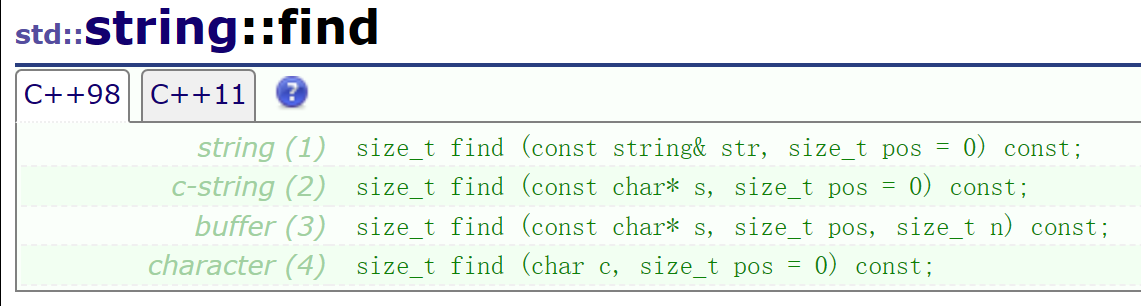 std::string::find
C++98 C++11 ?
string (1) size_t find (const string& str, size_t pos = 0) const;
c-string (2) size_t find (const char* s, size_t pos = 0) const;
buffer (3) size_t find (const char* s, size_t pos, size_t n) const;
character (4) size_t find (char c, size_t pos = 0) const;